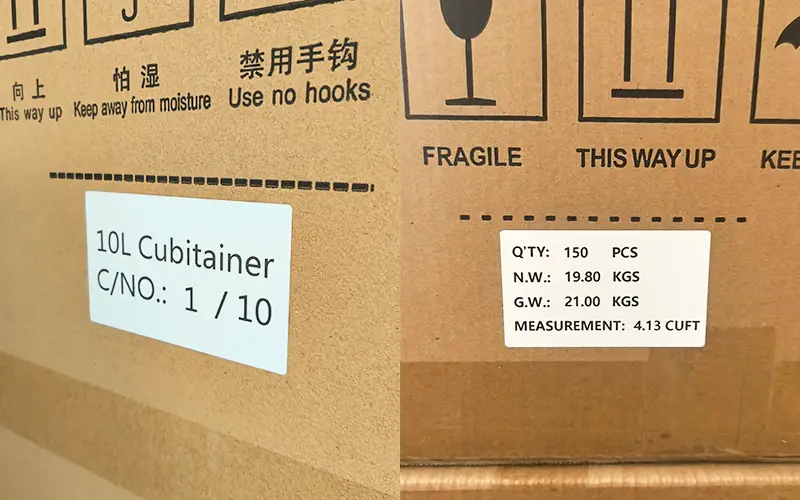 向上
怕湿
禁用手钩
This way up
Keep away from moisture
Use no hooks
10L Cubitainer
C/NO.: 1 / 10
FRAGILE
THIS WAY UP
KEE
Q'TY: 150 PCS
N.W.: 19.80 KGS
G.W.: 21.00 KGS
MEASUREMENT: 4.13 CUFT